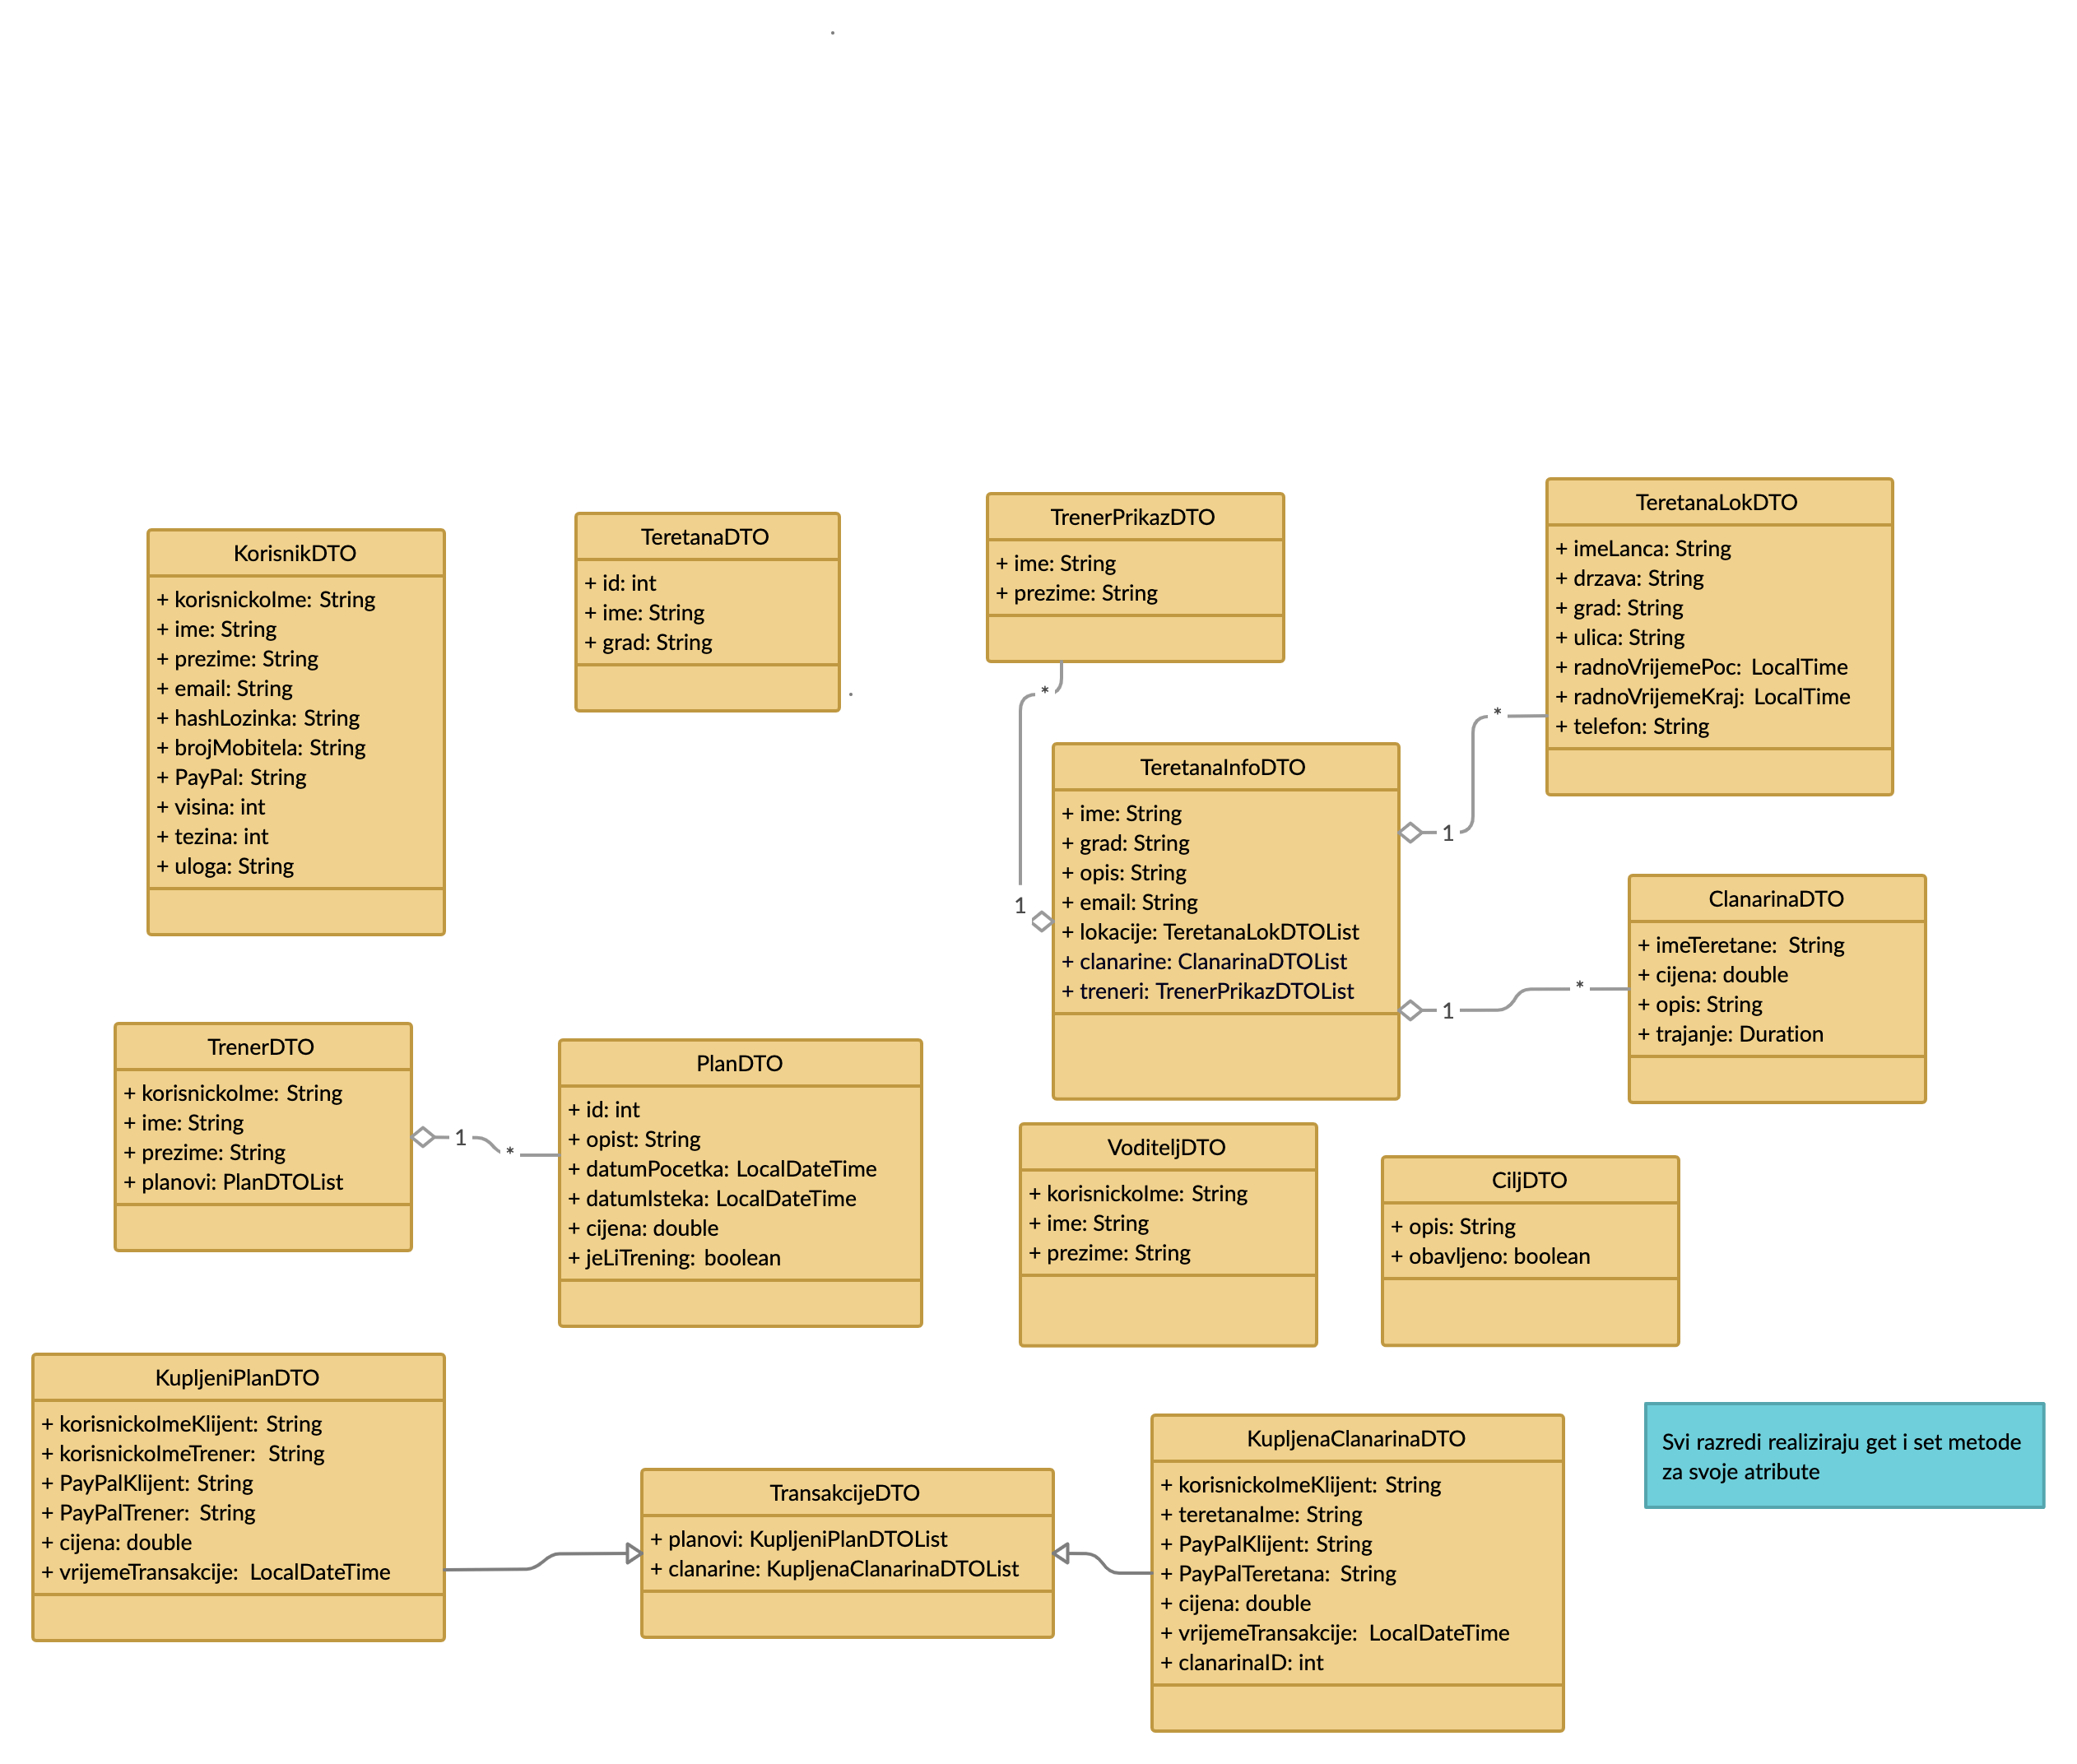 KorisnikDTO
+ korisnickoIme: String
+ ime: String
+ prezime: String
+ email: String
+ hashLozinka: String
+ brojMobitela: String
+ PayPal: String
+ visina: int
+ tezina: int
+ uloga: String
TeretanaDTO
+ id: int
+ ime: String
+ grad: String
TrenerPrikazDTO
+ ime: String
+ prezime: String
*
1
TeretanaLokDTO
+ imeLanca: String
+ drzava: String
+ grad: String
+ ulica: String
+ radnoVrijemePoc: LocalTime
+ radnoVrijemeKraj: LocalTime
+ telefon: String
*
1
TeretanaInfoDTO
+ ime: String
+ grad: String
+ opis: String
+ email: String
+ lokacije: TeretanaLokDTOList
+ clanarine: ClanarinaDTOList
+ treneri: TrenerPrikazDTOList
1
*
ClanarinaDTO
+ imeTeretane: String
+ cijena: double
+ opis: String
+ trajanje: Duration
TrenerDTO
+ korisnickoIme: String
+ ime: String
+ prezime: String
+ planovi: PlanDTOList
1
*
PlanDTO
+ id: int
+ opist: String
+ datumPocetka: LocalDateTime
+ datumIsteka: LocalDateTime
+ cijena: double
+ jeLiTrening: boolean
VoditeljDTO
+ korisnickoIme: String
+ ime: String
+ prezime: String
CiljDTO
+ opis: String
+ obavljeno: boolean
KupljeniPlanDTO
+ korisnickoImeKlijent: String
+ korisnickoImeTrener: String
+ PayPalKlijent: String
+ PayPalTrener: String
+ cijena: double
+ vrijemeTransakcije: LocalDateTime
TransakcijeDTO
+ planovi: KupljeniPlanDTOList
+ clanarine: KupljenaClanarinaDTOList
KupljenaClanarinaDTO
+ korisnickoImeKlijent: String
+ teretanaIme: String
+ PayPalKlijent: String
+ PayPalTeretana: String
+ cijena: double
+ vrijemeTransakcije: LocalDateTime
+ clanarinaID: int
Svi razredi realiziraju get i set metode
za svoje atribute